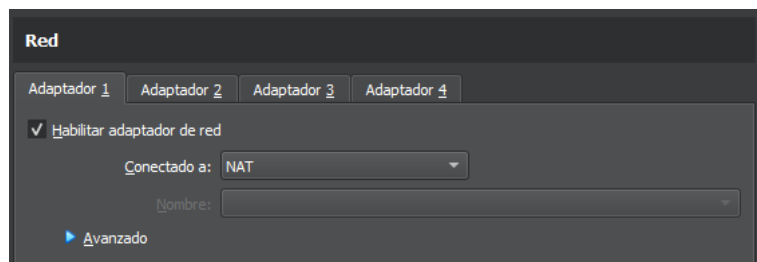 Red
Adaptador 1 Adaptador 2 Adaptador 3 Adaptador 4
Habilitar adaptador de red
Conectado a: NAT
Nombre:
Avanzado